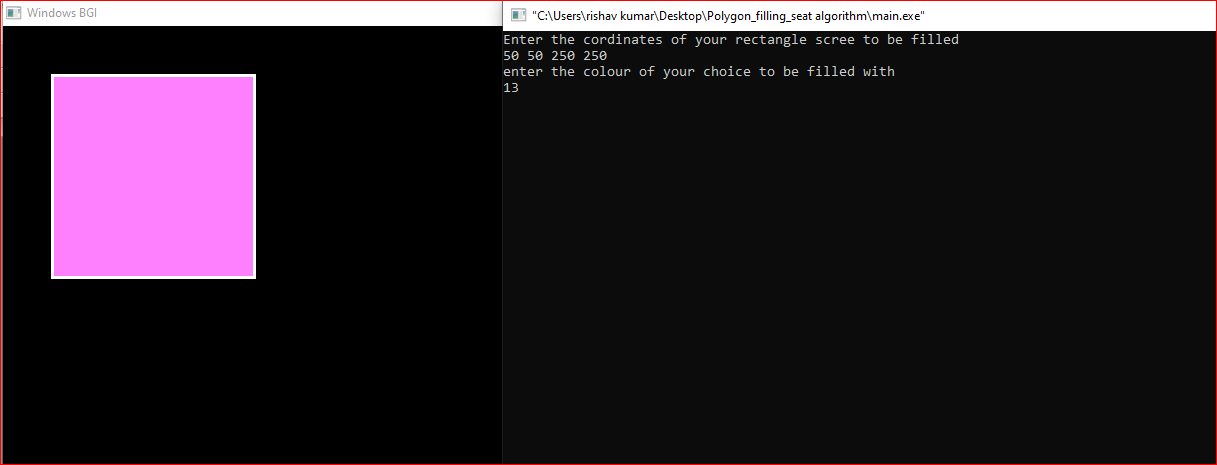 Windows BGI
"C:\Users\rishav kumar\Desktop\Polygon_filling_seat algorithm\main.exe"
Enter the cordinates of your rectangle scree to be filled
50 50 250 250
enter the colour of your choice to be filled with
13